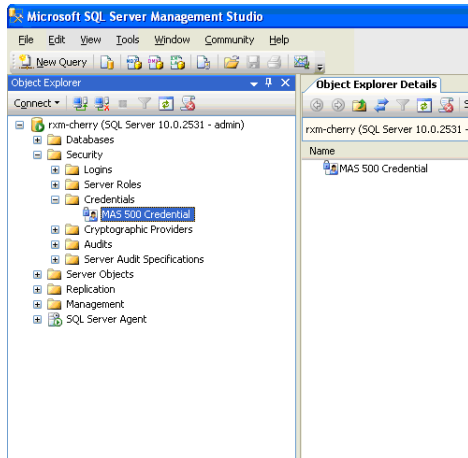 Microsoft SQL Server Management Studio
File Edit View Tools Window Community Help
New Query
Object Explorer
Object Explorer Details
Connect
rxm-cherry (SQL Server 10.0.2531 - admin)
rxm-cherry (SQL Server 10.0.2531 -
Databases
Name
Security
MAS 500 Credential
Logins
Server Roles
Credentials
MAS 500 Credential
Cryptographic Providers
Audits
Server Audit Specifications
Server Objects
Replication
Management
SQL Server Agent